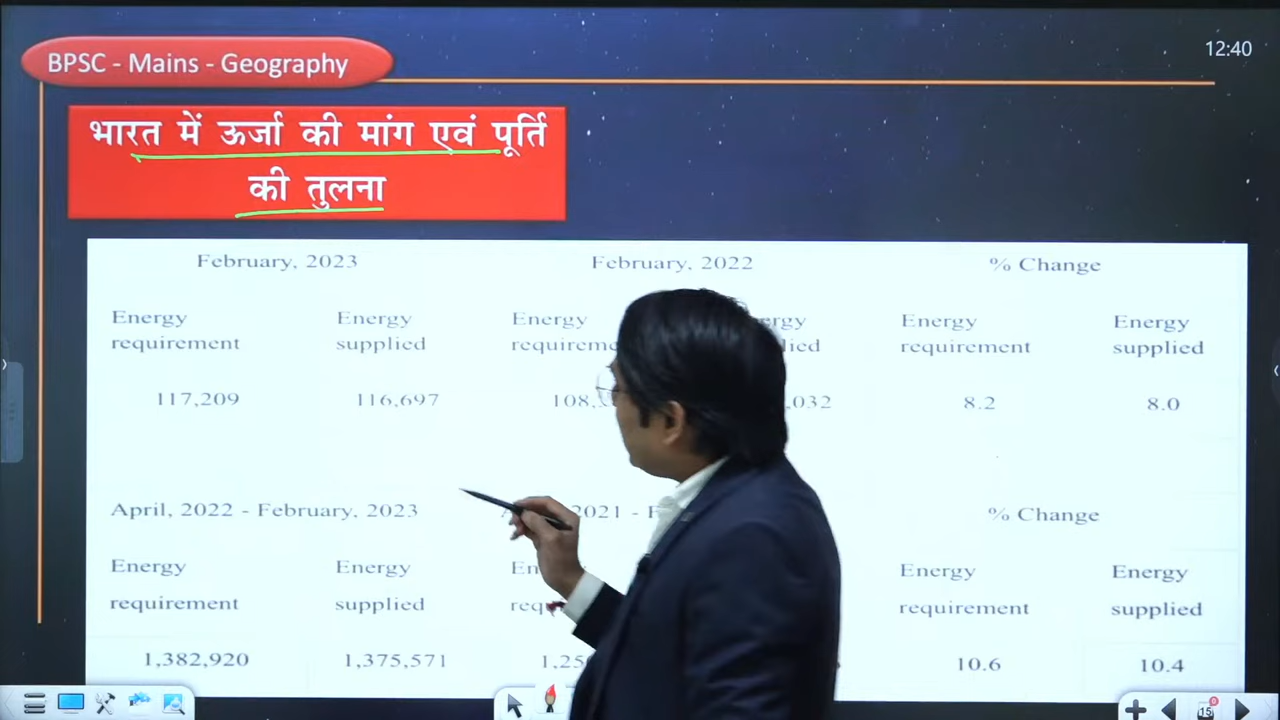 BPSC - Mains - Geography
12:40
भारत में ऊर्जा की मांग एवं पूर्ति
की तुलना
February, 2023 February, 2022 % Change
Energy Energy Energy Energy Energy
requirement supplied requirement supplied
117,209 116,697 8.2 8.0
April, 2022 - February, 2023 2021 - % Change
Energy Energy Energy Energy
requirement supplied requirement supplied
1,382,920 1,375,571 10.6 10.4
15